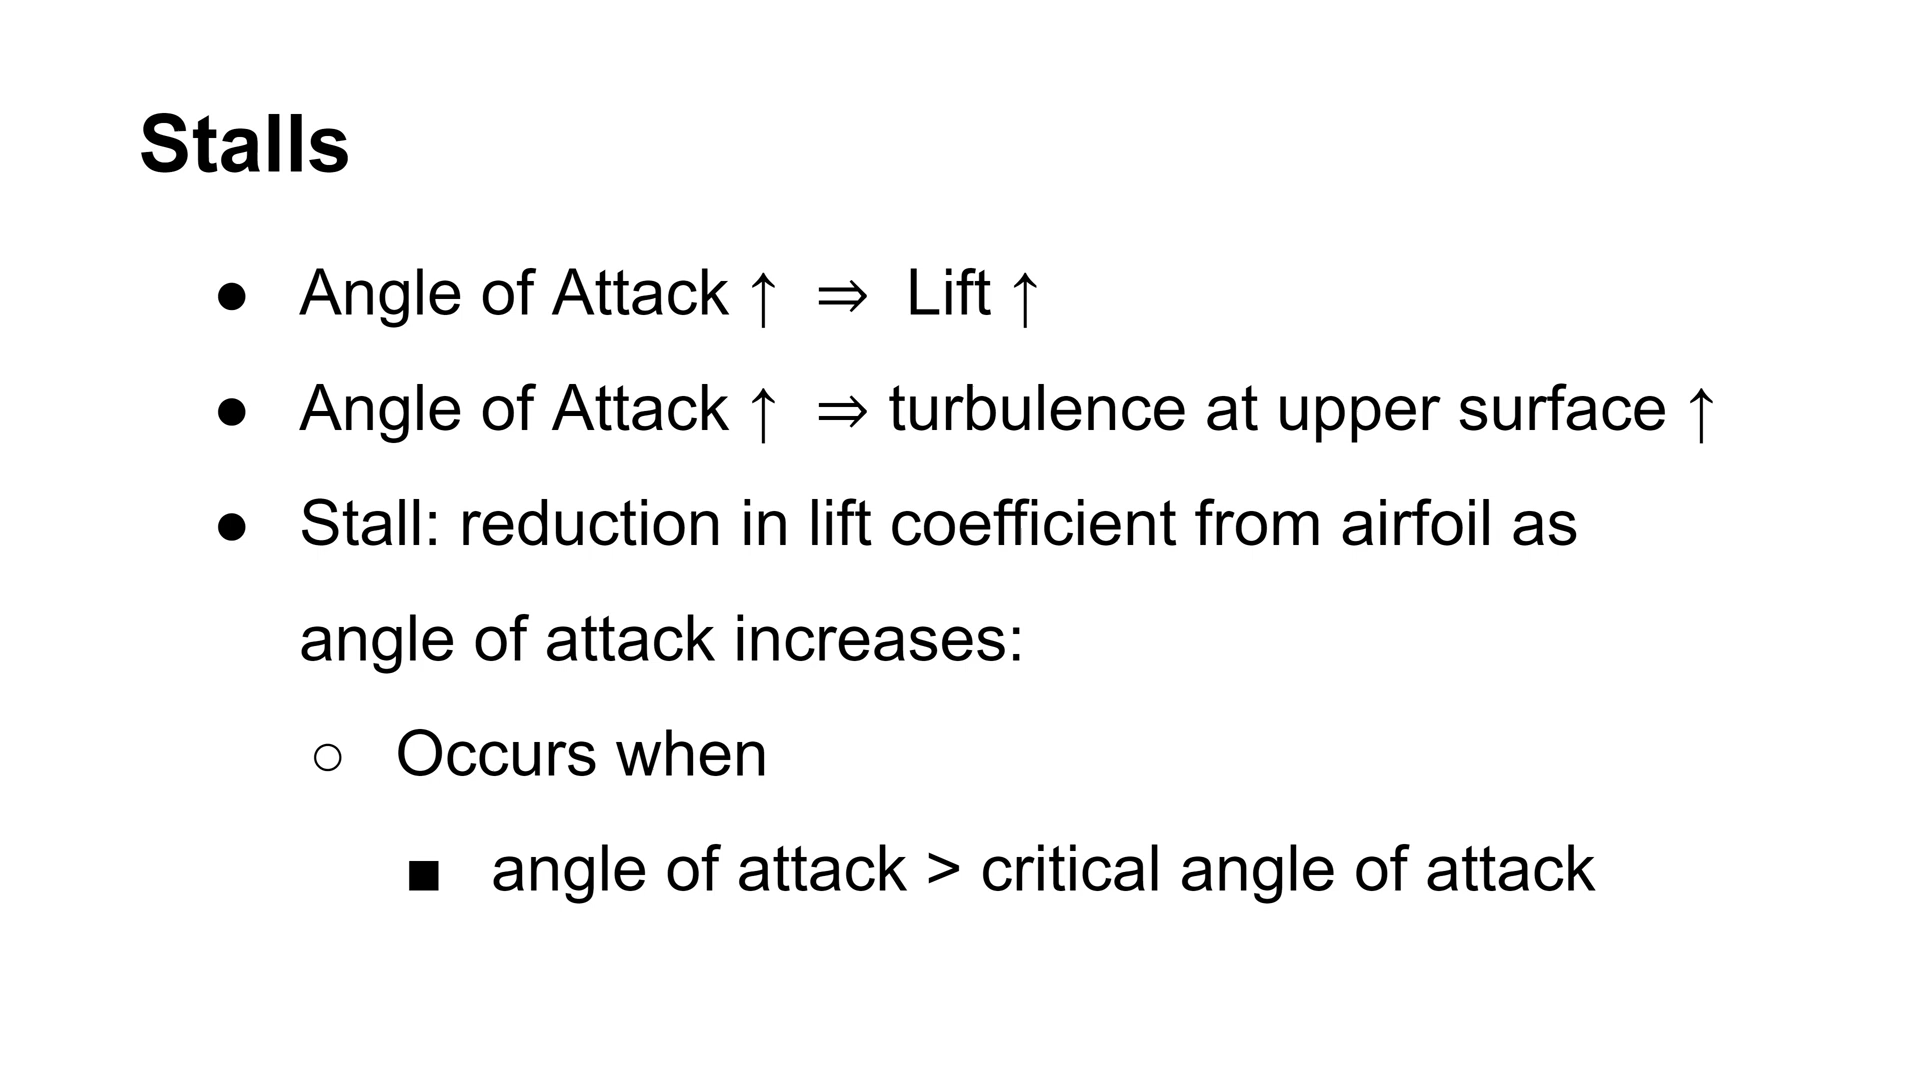 Stalls
● Angle of Attack ↑ ⇒ Lift ↑
● Angle of Attack ↑ ⇒ turbulence at upper surface ↑
● Stall: reduction in lift coefficient from airfoil as
angle of attack increases:
○ Occurs when
■ angle of attack > critical angle of attack